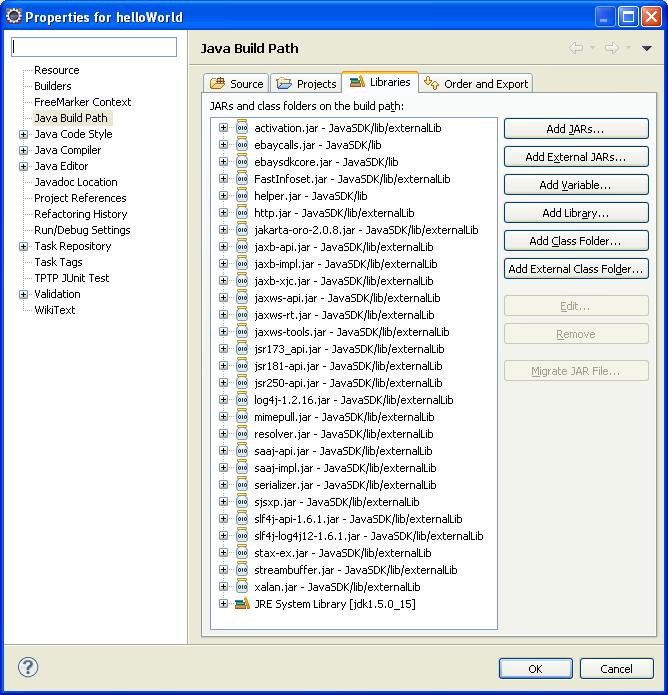 Properties for helloWorld
Java Build Path
Resource
Builders
FreeMarker Context
Java Build Path
Java Code Style
Java Compiler
Java Editor
Javadoc Location
Project References
Refactoring History
Run/Debug Settings
Task Repository
Task Tags
TPTP JUnit Test
Validation
WikiText
Source
Projects
Libraries
Order and Export
JARs and class folders on the build path:
activation.jar - JavaSDK/lib/externalLib
ebaycalls.jar - JavaSDK/lib
ebaysdkcore.jar - JavaSDK/lib
FastInfoset.jar - JavaSDK/lib/externalLib
helper.jar - JavaSDK/lib
http.jar - JavaSDK/lib/externalLib
jakarta-oro-2.0.8.jar - JavaSDK/lib/externalLib
jaxb-api.jar - JavaSDK/lib/externalLib
jaxb-impl.jar - JavaSDK/lib/externalLib
jaxb-xjc.jar - JavaSDK/lib/externalLib
jaxws-api.jar - JavaSDK/lib/externalLib
jaxws-rt.jar - JavaSDK/lib/externalLib
jaxws-tools.jar - JavaSDK/lib/externalLib
jsr173_api.jar - JavaSDK/lib/externalLib
jsr181-api.jar - JavaSDK/lib/externalLib
jsr250-api.jar - JavaSDK/lib/externalLib
log4j-1.2.16.jar - JavaSDK/lib/externalLib
mimepull.jar - JavaSDK/lib/externalLib
resolver.jar - JavaSDK/lib/externalLib
saaj-api.jar - JavaSDK/lib/externalLib
saaj-impl.jar - JavaSDK/lib/externalLib
serializer.jar - JavaSDK/lib/externalLib
sjsxp.jar - JavaSDK/lib/externalLib
slf4j-api-1.6.1.jar - JavaSDK/lib/externalLib
slf4j-log4j12-1.6.1.jar - JavaSDK/lib/externalLib
stax-ex.jar - JavaSDK/lib/externalLib
streambuffer.jar - JavaSDK/lib/externalLib
xalan.jar - JavaSDK/lib/externalLib
JRE System Library [jdk1.5.0_15]
Add JARs...
Add External JARs...
Add Variable...
Add Library...
Add Class Folder...
Add External Class Folder...
Edit...
Remove
Migrate JAR File...
OK
Cancel